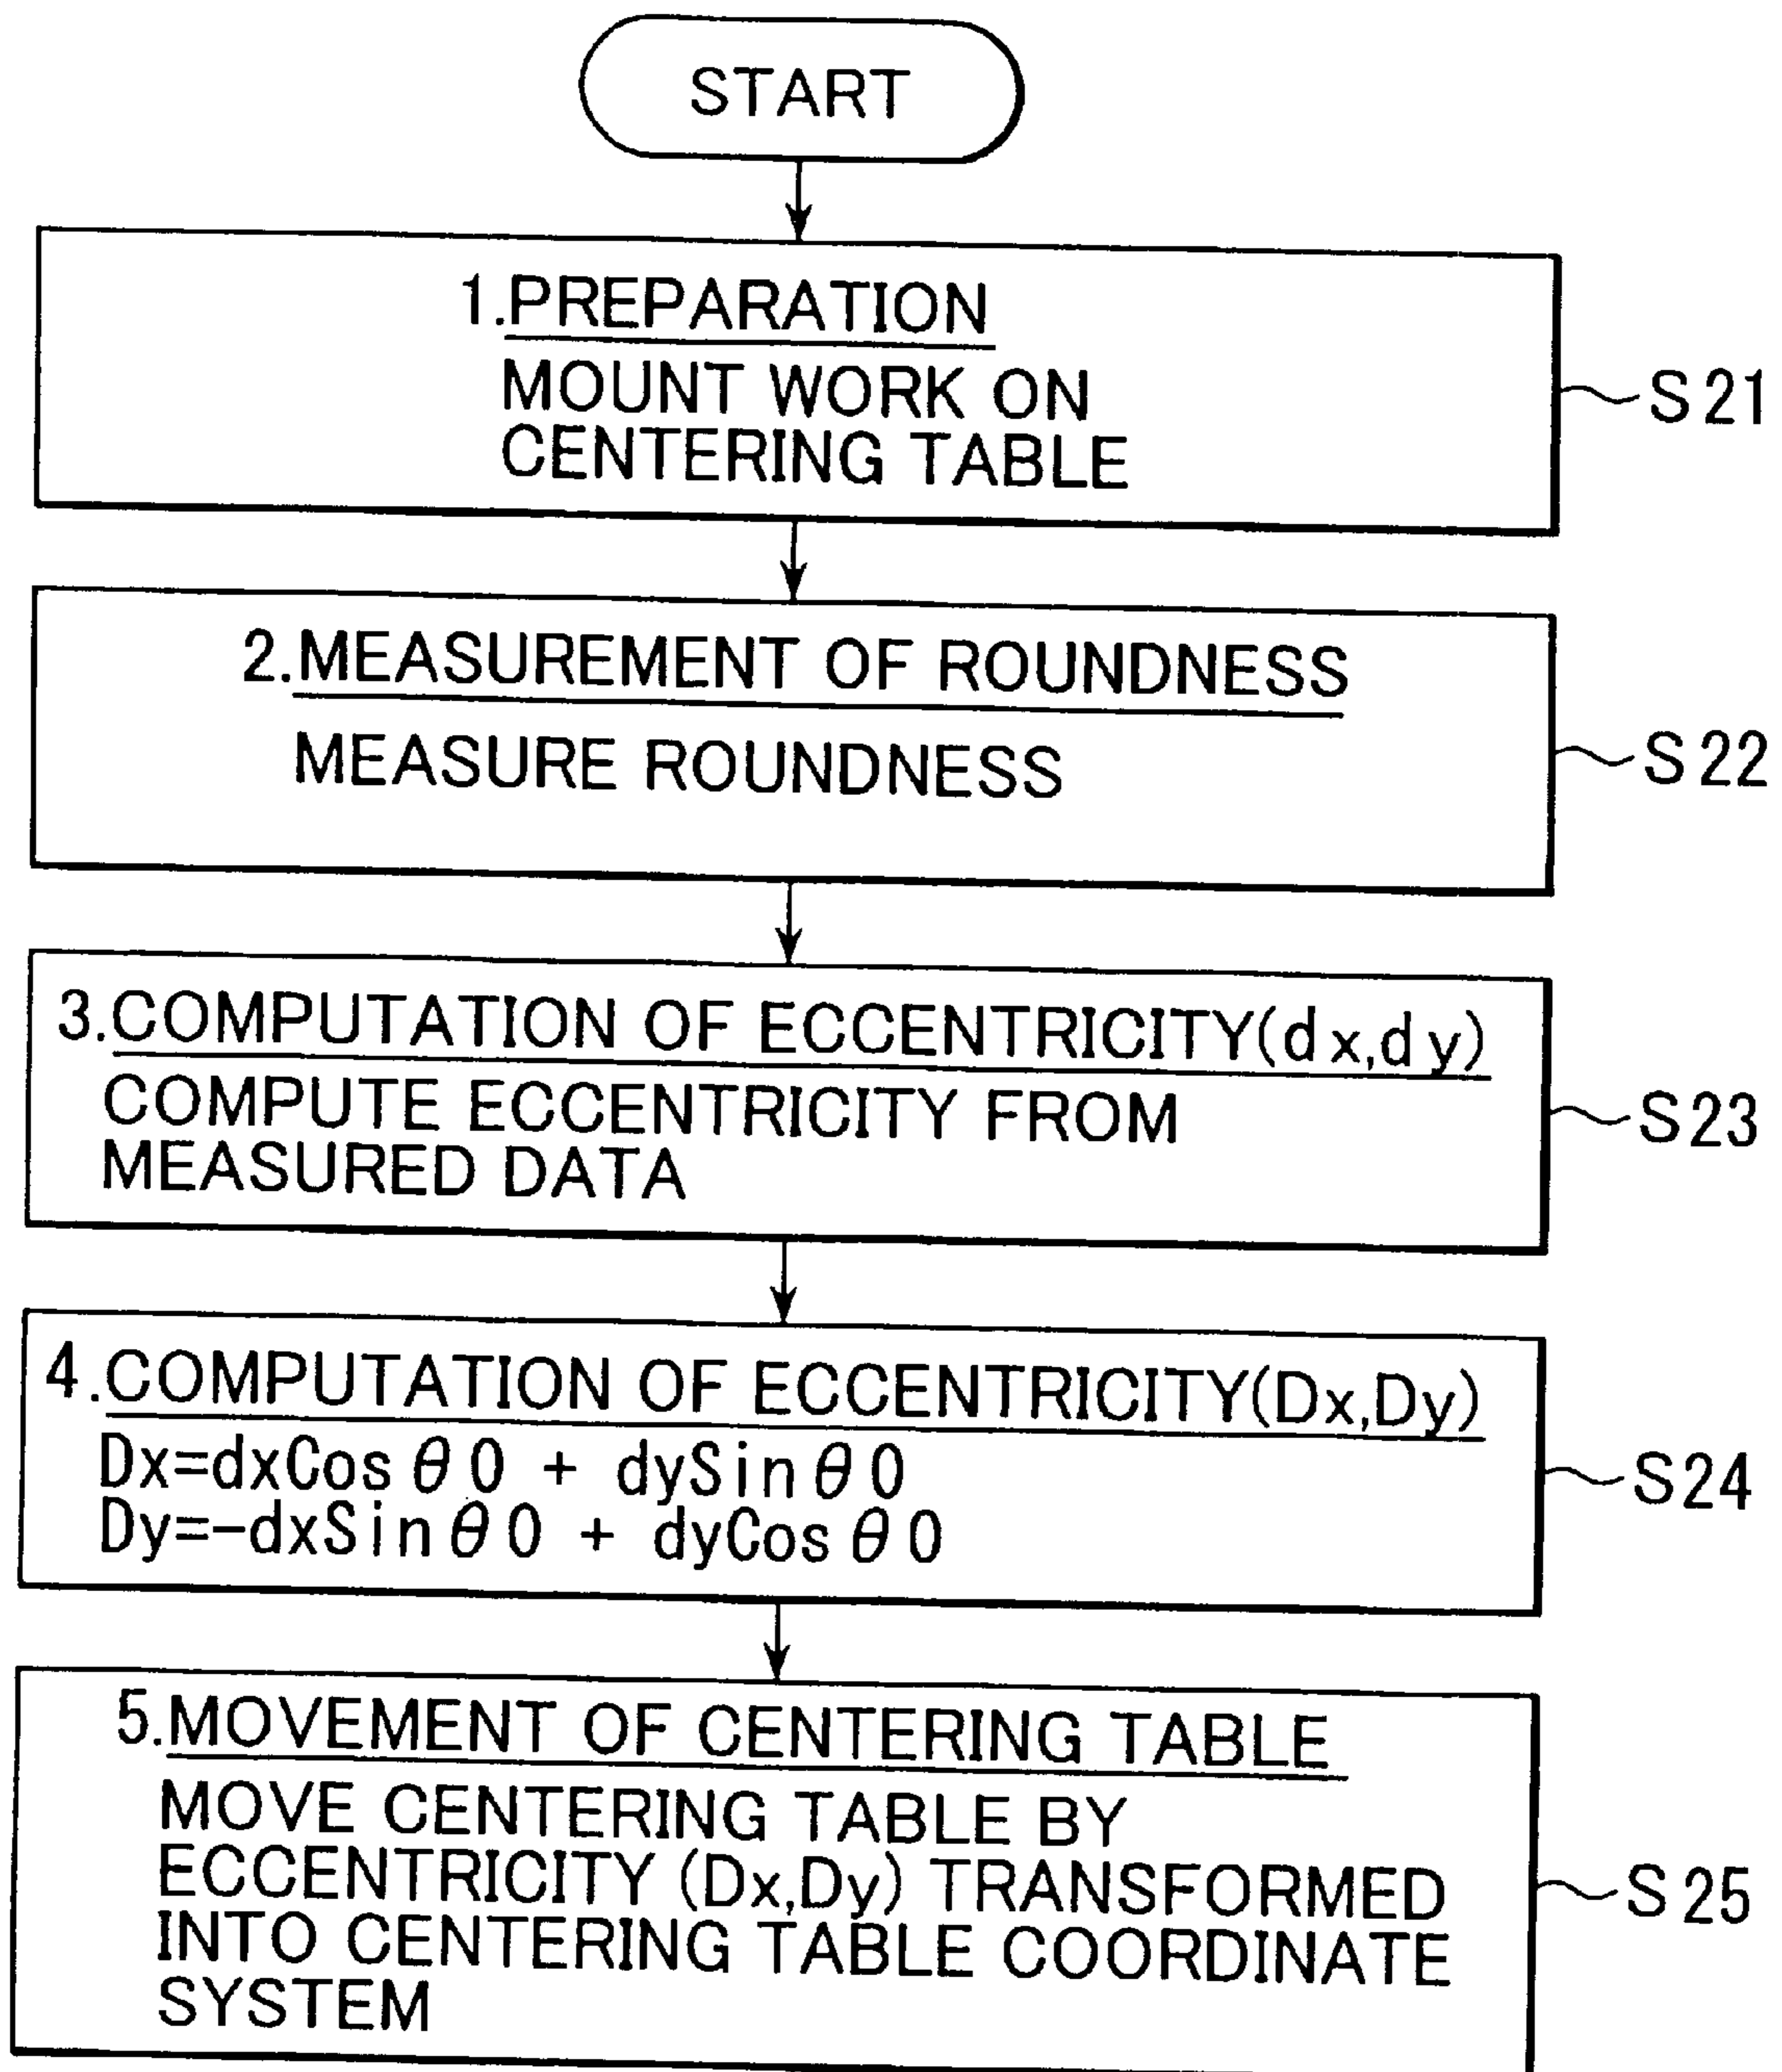 START
1.PREPARATION
MOUNT WORK ON
CENTERING TABLE
S21
2.MEASUREMENT OF ROUNDNESS
MEASURE ROUNDNESS
S22
3.COMPUTATION OF ECCENTRICITY(dx,dy)
COMPUTE ECCENTRICITY FROM
MEASURED DATA
S23
4.COMPUTATION OF ECCENTRICITY(Dx,Dy)
Dx=dxCosθ0 + dySinθ0
Dy=-dxSinθ0 + dyCosθ0
S24
5.MOVEMENT OF CENTERING TABLE
MOVE CENTERING TABLE BY
ECCENTRICITY (Dx,Dy) TRANSFORMED
INTO CENTERING TABLE COORDINATE
SYSTEM
S25